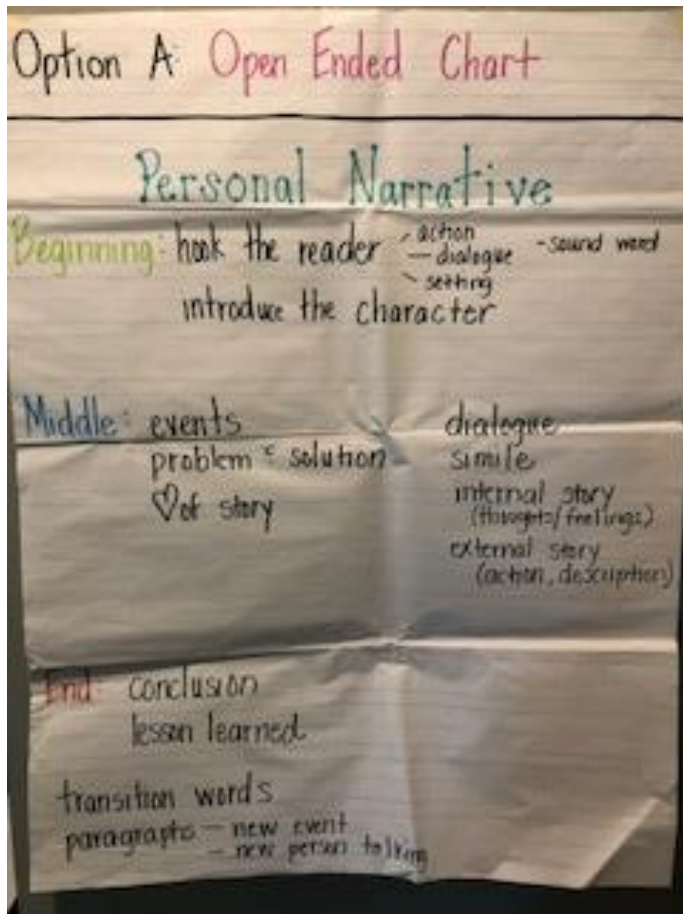 Option A: Open Ended Chart
Personal Narrative
Beginning: hook the reader - action
- dialogue - sound word
- setting
introduce the character
Middle: events
problem & solution
♡ of story
dialogue
simile
internal story
(thoughts/feelings)
external story
(action, description)
End: conclusion
lesson learned
transition words
paragraphs - new event
- new person talking